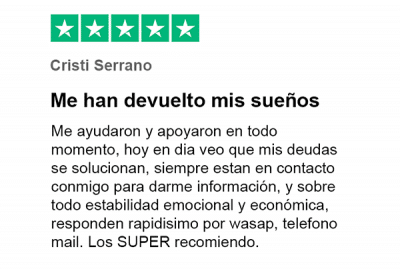 Cristi Serrano
Me han devuelto mis sueños
Me ayudaron y apoyaron en todo
momento, hoy en dia veo que mis deudas
se solucionan, siempre estan en contacto
conmigo para darme información, y sobre
todo estabilidad emocional y económica,
responden rapidisimo por wasap, telefono
mail. Los SUPER recomiendo.